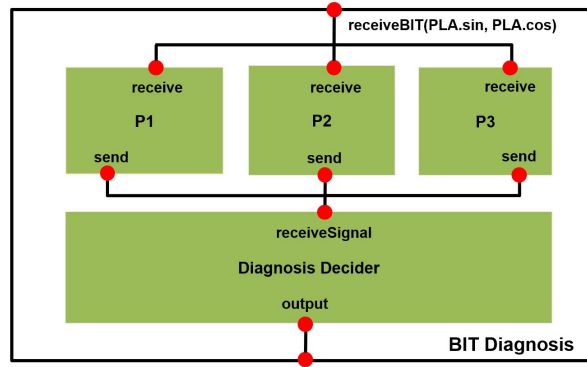 receiveBIT(PLA.sin, PLA.cos)
receive
receive
receive
P1
P2
P3
send
send
send
receiveSignal
Diagnosis Decider
output
BIT Diagnosis